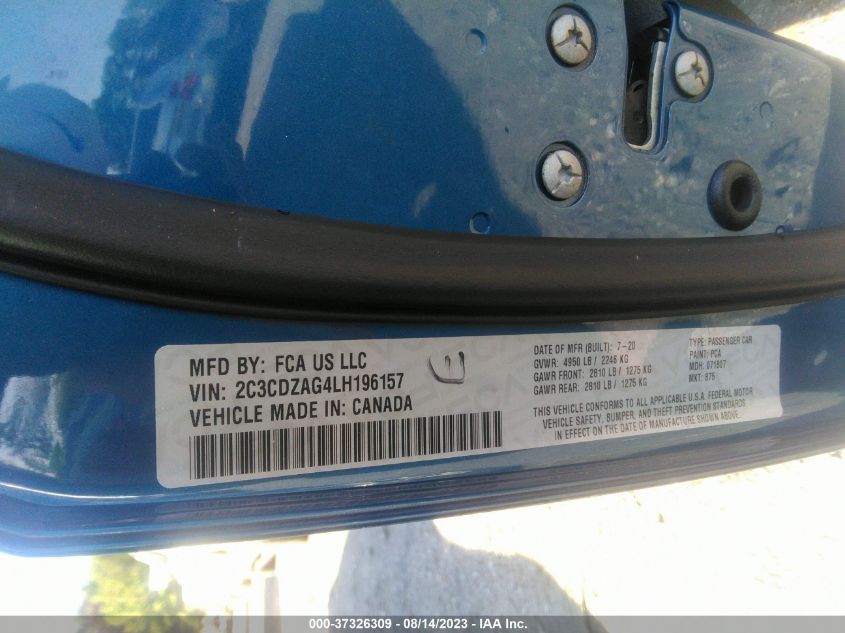 MFD BY: FCA US LLC
VIN: 2C3CDZAG4LH196157
VEHICLE MADE IN: CANADA
DATE OF MFR (BUILT): 7-20
GVWR: 4950 LB / 2246 KG
GAWR FRONT: 2810 LB / 1275 KG
GAWR REAR: 2810 LB / 1275 KG
TYPE: PASSENGER CAR
PAINT: PCA
MDH: 071807
MKT: 875
THIS VEHICLE CONFORMS TO ALL APPLICABLE U.S.A. FEDERAL MOTOR
VEHICLE SAFETY, BUMPER, AND THEFT PREVENTION STANDARDS
IN EFFECT ON THE DATE OF MANUFACTURE SHOWN ABOVE.
000-37326309 - 08/14/2023 - IAA Inc.